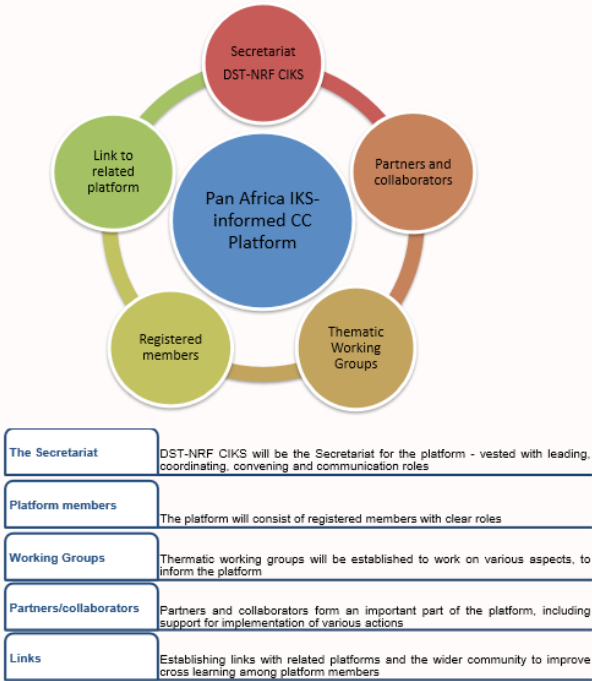 Secretariat
DST-NRF CIKS
Link to
related
platform
Partners and
collaborators
Pan Africa IKS-
informed CC
Platform
Registered
members
Thematic
Working
Groups
The Secretariat
DST-NRF CIKS will be the Secretariat for the platform - vested with leading,
coordinating, convening and communication roles
Platform members
The platform will consist of registered members with clear roles
Working Groups
Thermatic working groups will be established to work on various aspects, to
inform the platform
Partners/collaborators
Partners and collaborators form an important part of the platform, including
support for implementation of various actions
Links
Establishing links with related platforms and the wider community to improve
cross learning among platform members